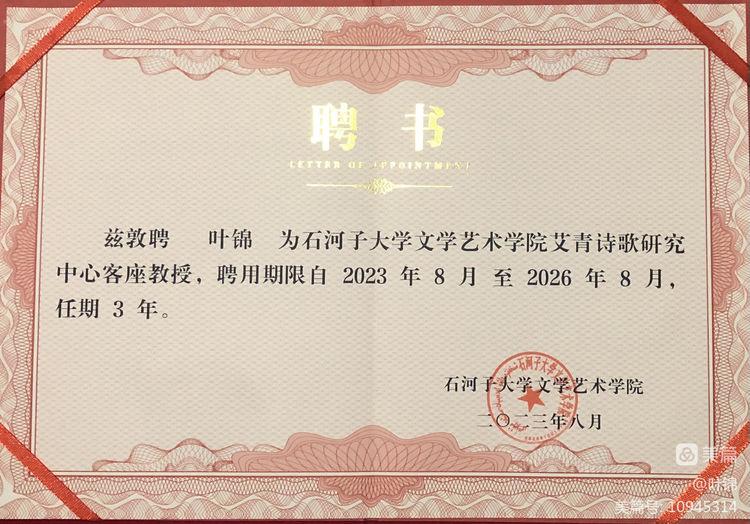 聘 书
LETTER OF APPOINTMENT
兹敦聘 叶锦 为石河子大学文学艺术学院艾青诗歌研究
中心客座教授，聘用期限自 2023 年 8 月 至 2026 年 8 月，
任期 3 年。
石河子大学文学艺术学院
二〇二三年八月
美篇
@叶锦
美篇号: 10945314